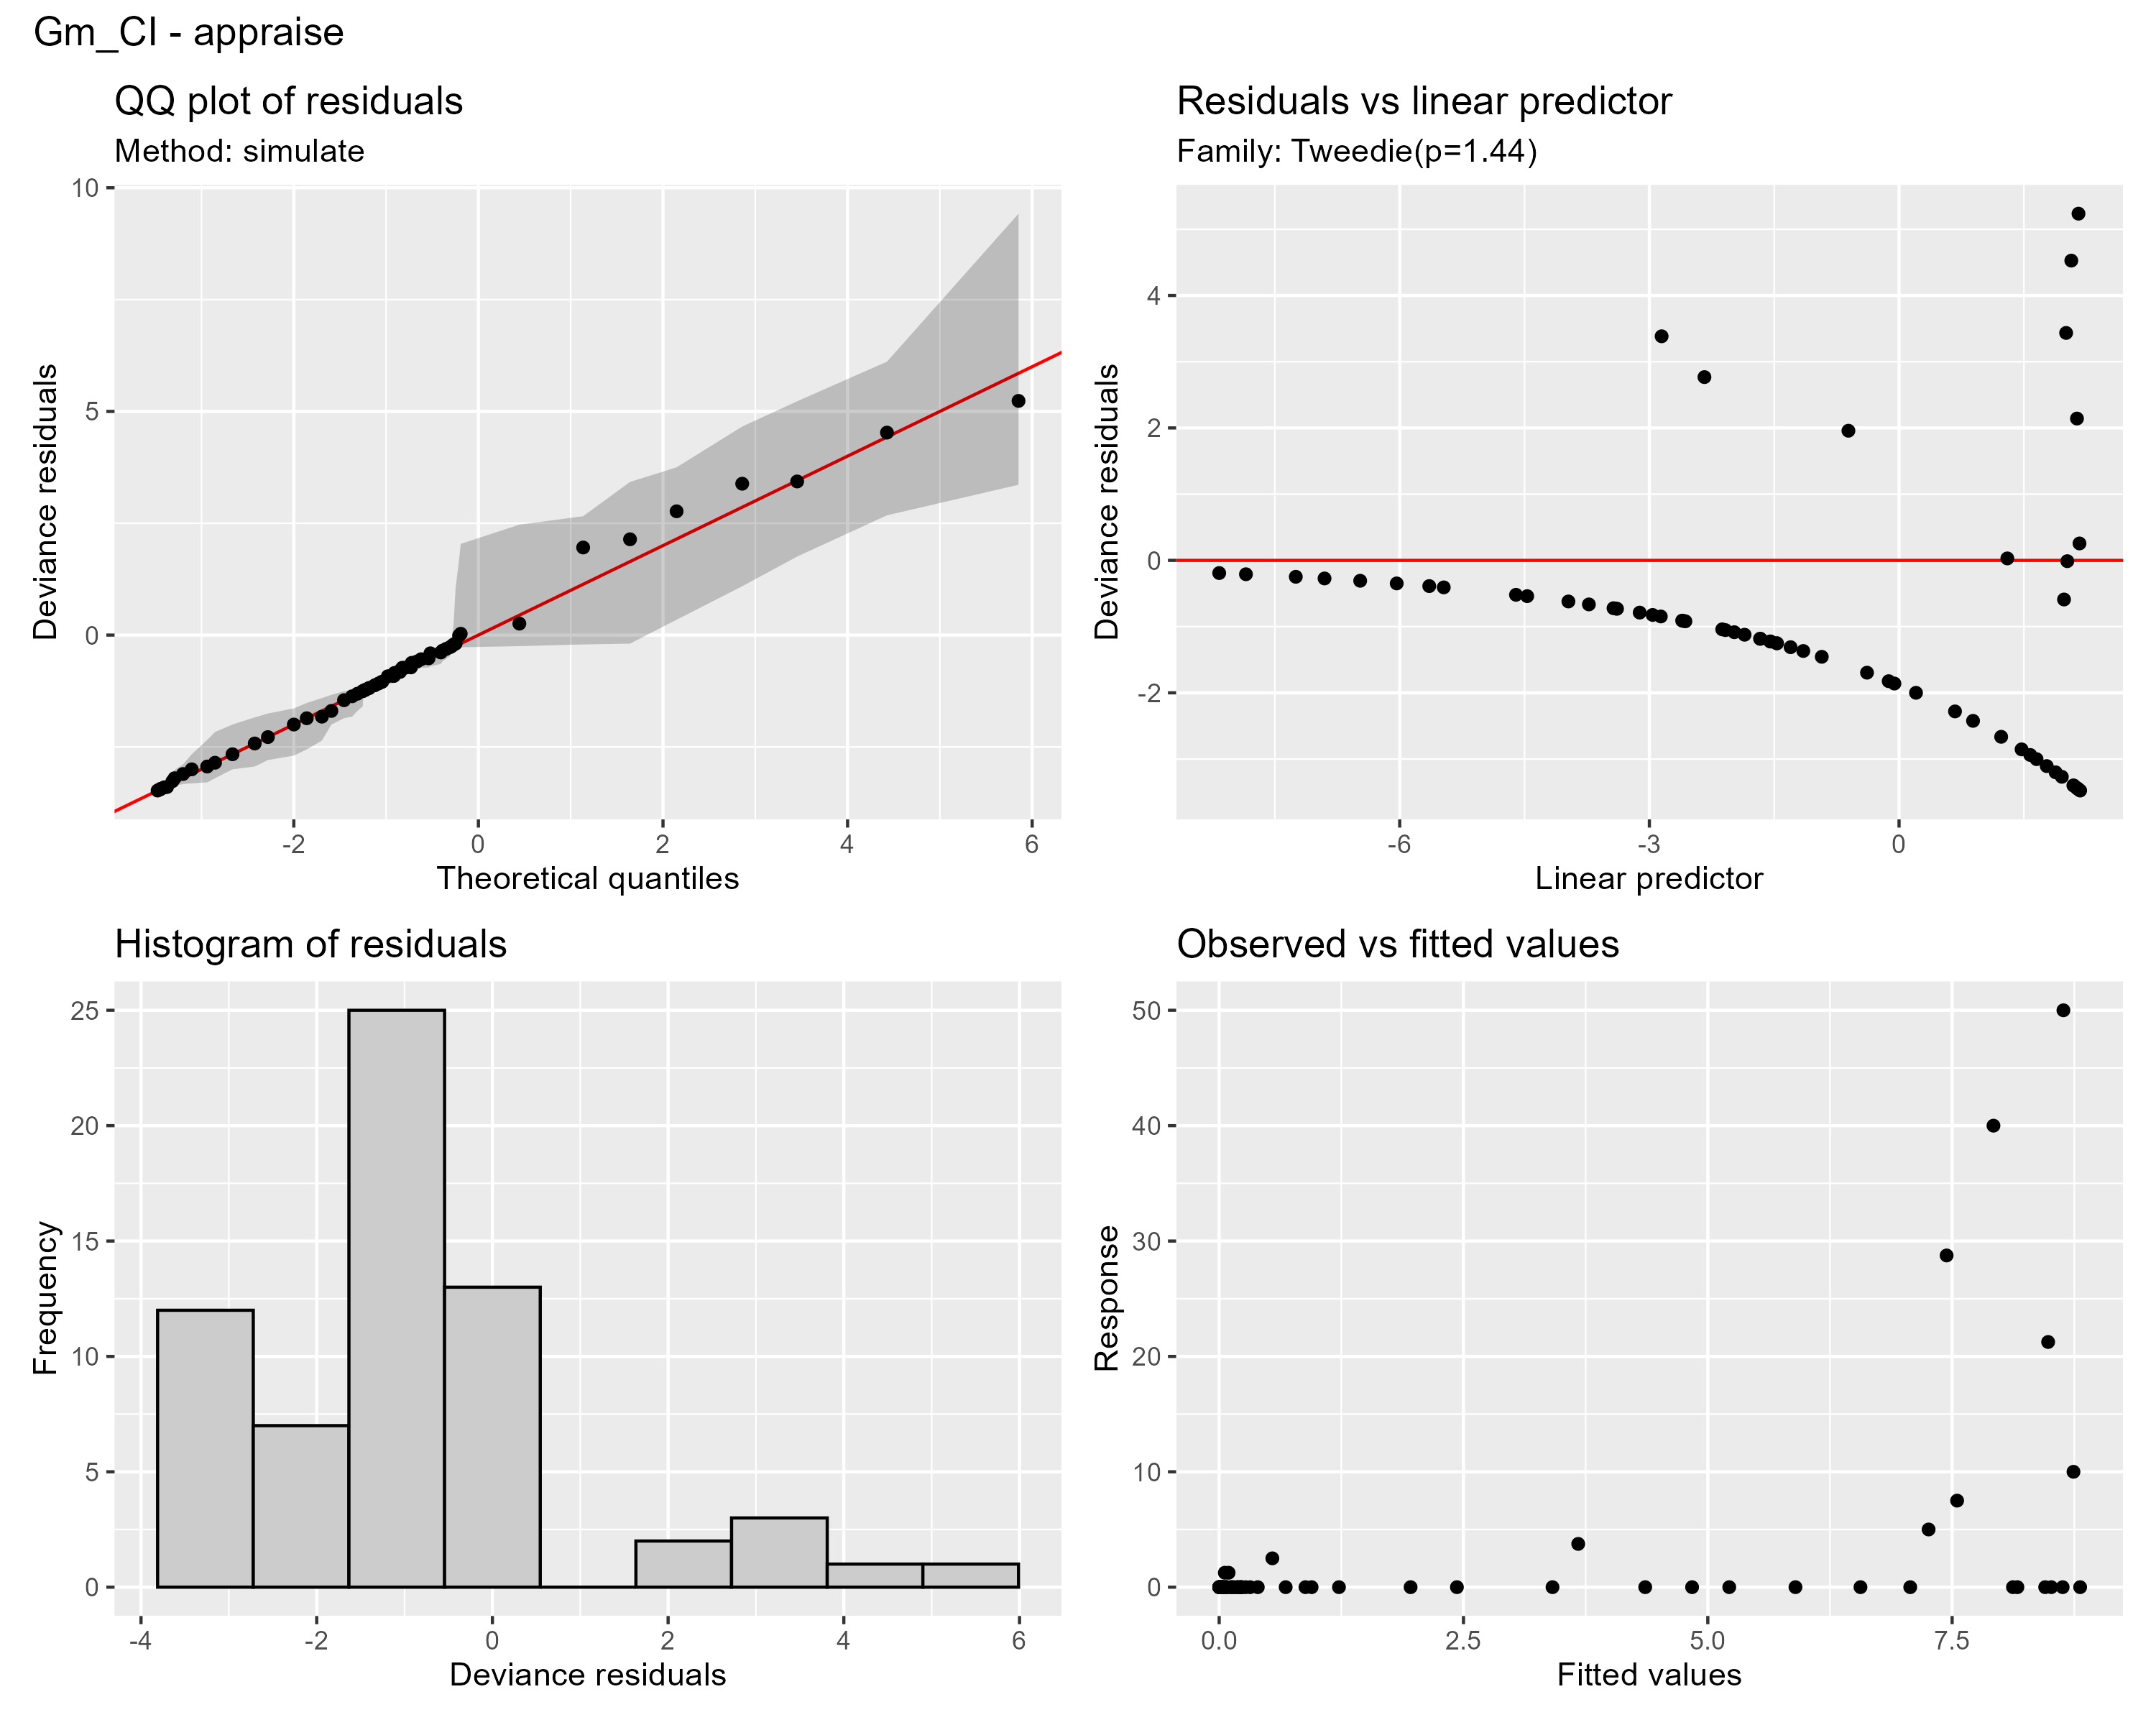 Gm_Cl - appraise
QQ plot of residuals
Method: simulate
10
5
0
Deviance residuals
-2
0
2
4
6
Theoretical quantiles
Residuals vs linear predictor
Family: Tweedie(p=1.44)
4
2
0
-2
Deviance residuals
-6
-3
0
Linear predictor
Histogram of residuals
25
20
15
10
5
0
Frequency
-4
-2
0
2
4
6
Deviance residuals
Observed vs fitted values
50
40
30
20
10
0
Response
0.0
2.5
5.0
7.5
Fitted values